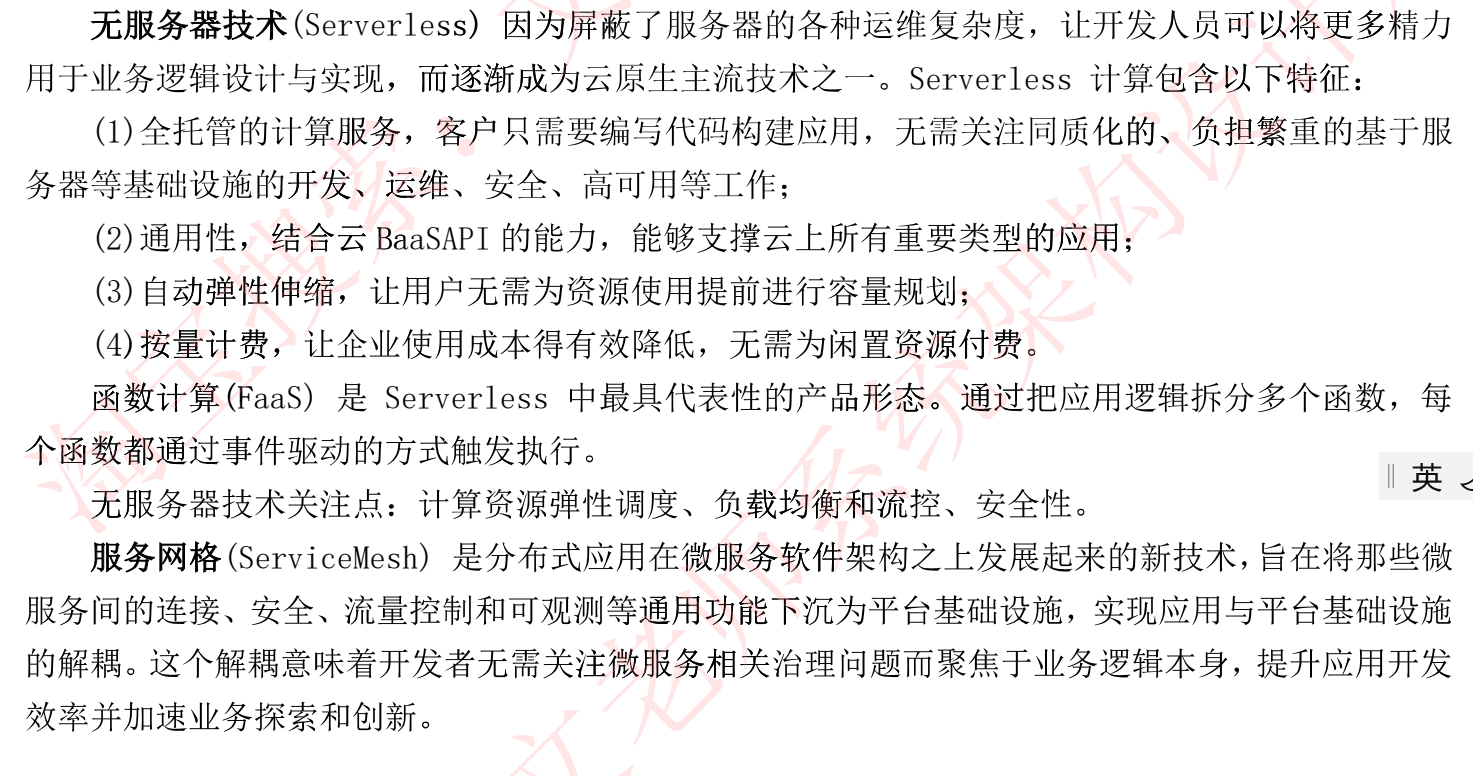 无服务器技术(Serverless) 因为屏蔽了服务器的各种运维复杂度，让开发人员可以将更多精力
用于业务逻辑设计与实现，而逐渐成为云原生主流技术之一。Serverless 计算包含以下特征：
(1)全托管的计算服务，客户只需要编写代码构建应用，无需关注同质化的、负担繁重的基于服
务器等基础设施的开发、运维、安全、高可用等工作；
(2)通用性，结合云 BaaSAPI 的能力，能够支撑云上所有重要类型的应用；
(3)自动弹性伸缩，让用户无需为资源使用提前进行容量规划；
(4)按量计费，让企业使用成本得有效降低，无需为闲置资源付费。
函数计算(FaaS) 是 Serverless 中最具代表性的产品形态。通过把应用逻辑拆分多个函数，每
个函数都通过事件驱动的方式触发执行。
英
无服务器技术关注点：计算资源弹性调度、负载均衡和流控、安全性。
服务网格(ServiceMesh) 是分布式应用在微服务软件架构之上发展起来的新技术，旨在将那些微
服务间的连接、安全、流量控制和可观测等通用功能下沉为平台基础设施，实现应用与平台基础设施
的解耦。这个解耦意味着开发者无需关注微服务相关治理问题而聚焦于业务逻辑本身，提升应用开发
效率并加速业务探索和创新。
淘宝搜索：文
文老师系统架构设计